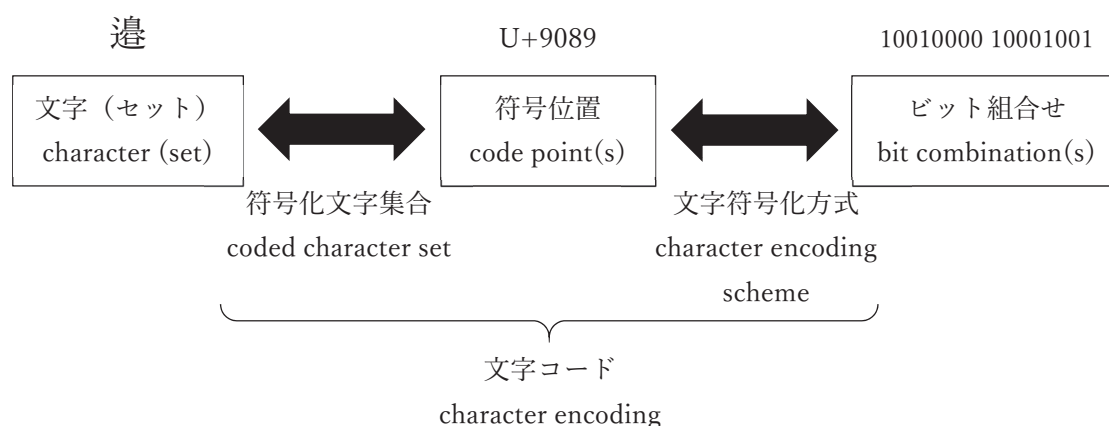 邉
U+9089
10010000 10001001
文字（セット）
character (set)
符号位置
code point(s)
ビット組合せ
bit combination(s)
符号化文字集合
coded character set
文字符号化方式
character encoding
scheme
文字コード
character encoding